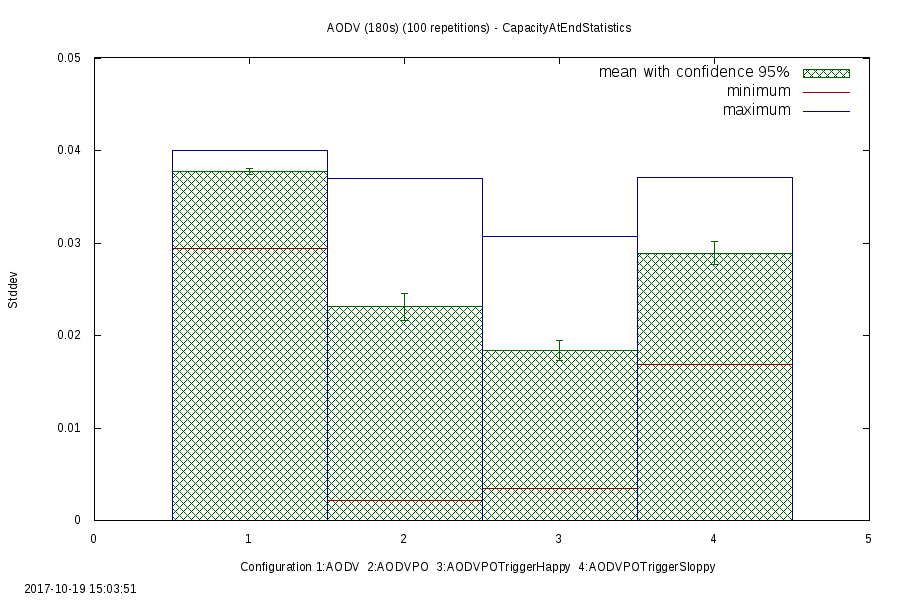 AODV (180s) (100 repetitions) - CapacityAtEndStatistics
mean with confidence 95%
minimum
maximum
0.05
0.04
0.03
0.02
0.01
0
Stddev
0 1 2 3 4 5
Configuration 1:AODV 2:AODVPO 3:AODVPOTriggerHappy 4:AODVPOTriggerSloppy
2017-10-19 15:03:51